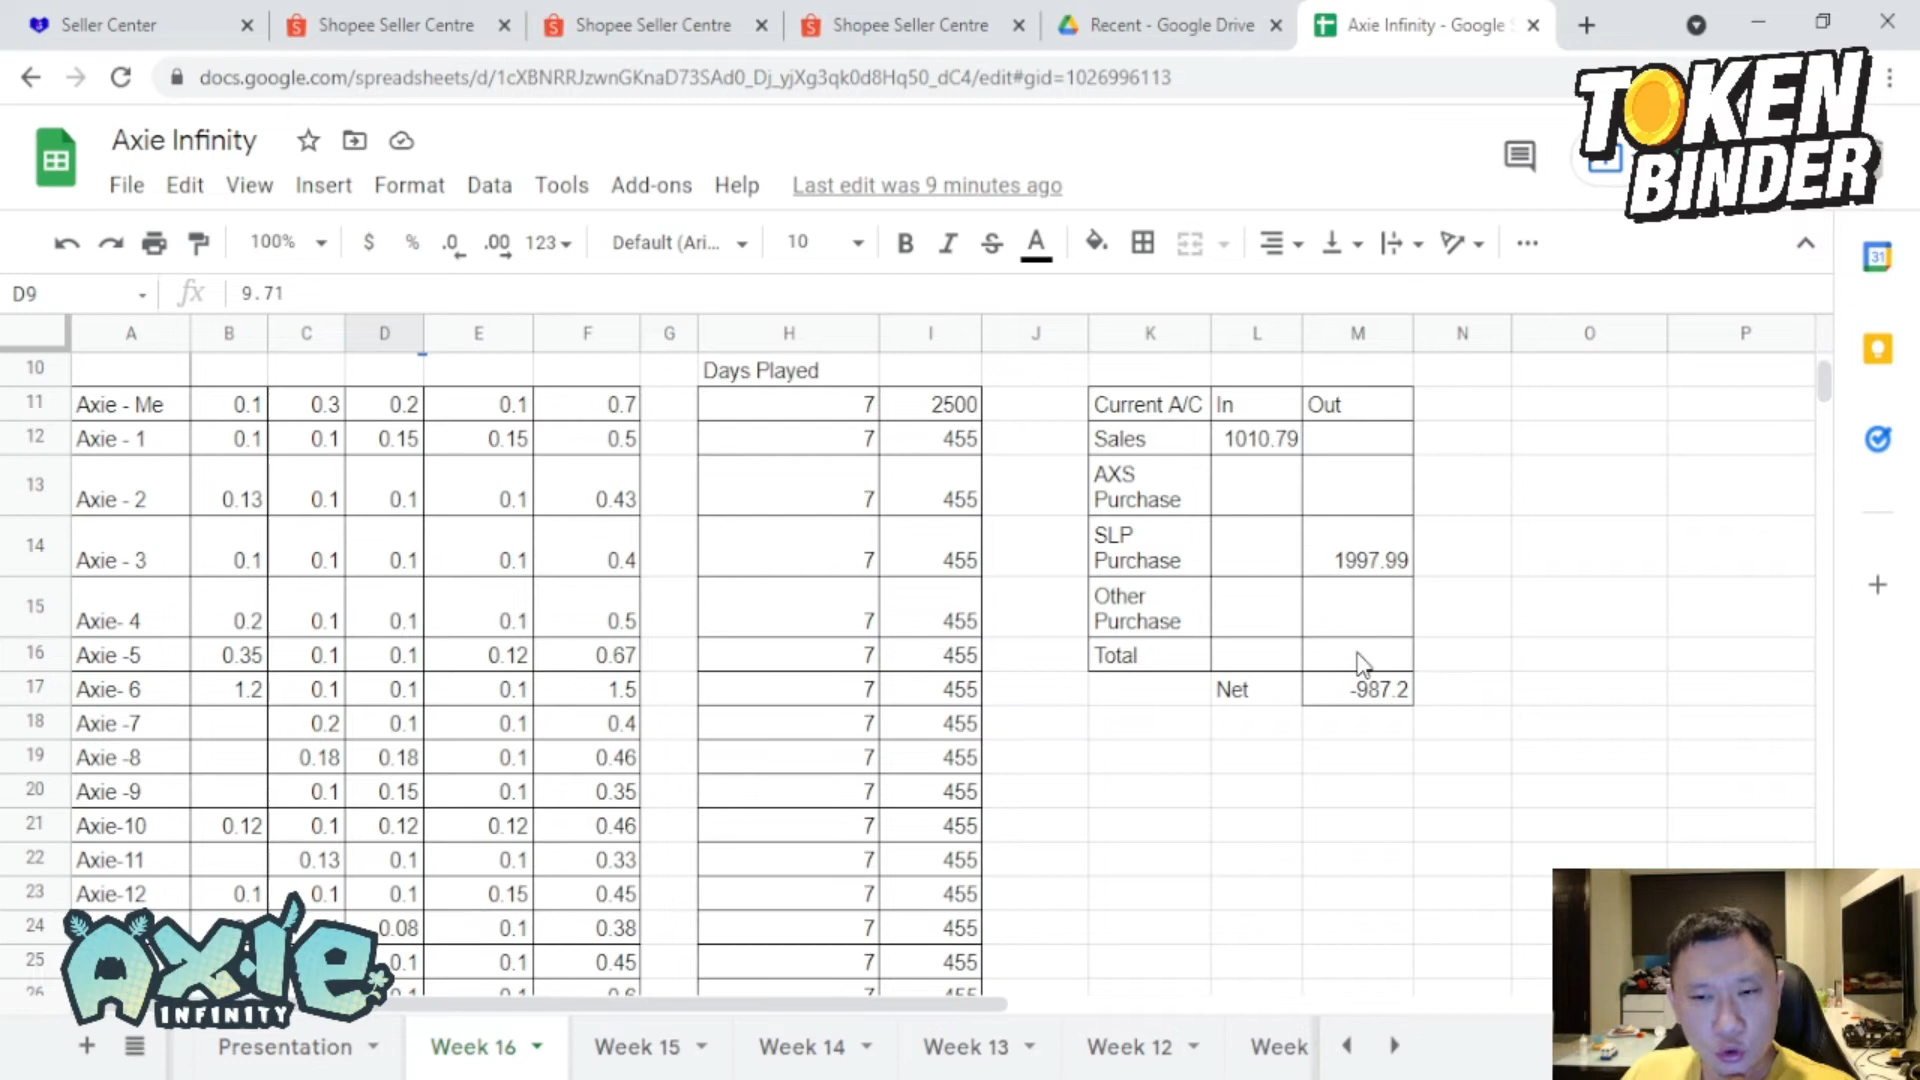 Seller Center
Shopee Seller Centre
Shopee Seller Centre
Shopee Seller Centre
Recent - Google Drive
Axie Infinity - Google
docs.google.com/spreadsheets/d/1cXBNRRJzwnGKnaD73SAd0_Dj_yjXg3qk0d8Hq50_dC4/edit#gid=1026996113
TOKEN
BINDER
Axie Infinity
File Edit View Insert Format Data Tools Add-ons Help Last edit was 9 minutes ago
100% $ % .0 .00 123 Default (Ari... 10 B I S A ...
31
D9 fx 9.71
A B C D E F G H I J K L M N O P
10 Days Played
11 Axie - Me 0.1 0.3 0.2 0.1 0.7 7 2500 Current A/C In Out
12 Axie - 1 0.1 0.1 0.15 0.15 0.5 7 455 Sales 1010.79
13 Axie - 2 0.13 0.1 0.1 0.1 0.43 7 455 AXS Purchase
14 Axie - 3 0.1 0.1 0.1 0.1 0.4 7 455 SLP Purchase 1997.99
15 Axie- 4 0.2 0.1 0.1 0.1 0.5 7 455 Other Purchase
16 Axie -5 0.35 0.1 0.1 0.12 0.67 7 455 Total
17 Axie- 6 1.2 0.1 0.1 0.1 1.5 7 455 Net -987.2
18 Axie -7 0.2 0.1 0.1 0.4 7 455
19 Axie -8 0.18 0.18 0.1 0.46 7 455
20 Axie -9 0.1 0.15 0.1 0.35 7 455
21 Axie-10 0.12 0.1 0.12 0.12 0.46 7 455
22 Axie-11 0.13 0.1 0.1 0.33 7 455
23 Axie-12 0.1 0.1 0.1 0.15 0.45 7 455
24 0.08 0.1 0.38 7 455
25 0.1 0.1 0.45 7 455
26
Axie
INFINITY
Presentation Week 16 Week 15 Week 14 Week 13 Week 12 Week